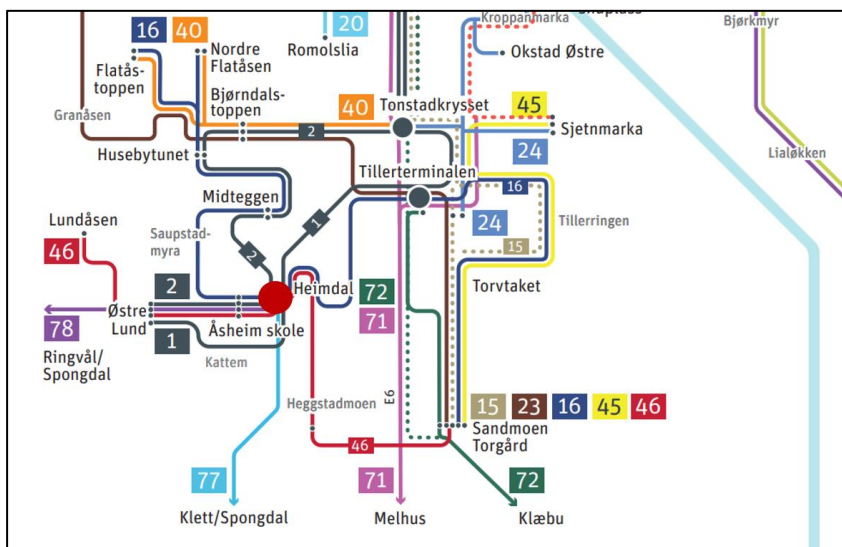 16
40
Nordre
Flatåsen
20
Romolslia
Kroppanmarka
Okstad Østre
Bjørkmyr
Flatås-
toppen
Granåsen
Bjørndals-
toppen
40
Tonstadkrysset
45
2
Sjetnmarka
24
Lialøkken
Husebytunet
Tillerterminalen
16
Midteggen
Lundåsen
1
24
Tillerringen
46
Saupstad-
myra
15
2
2
Heimdal
72
Torvtaket
78
Østre
Lund
Åsheim skole
71
1
Ringvål/
Spongdal
Kattem
E6
Heggstadmoen
15
23
16
45
46
Sandmoen
Torgård
46
77
71
72
Klett/Spongdal
Melhus
Klæbu